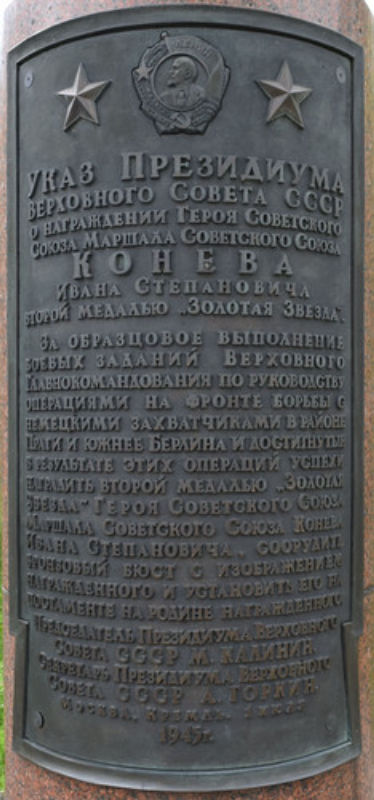 ЛЕНИН
УКАЗ ПРЕЗИДИУМА
ВЕРХОВНОГО СОВЕТА СССР
О НАГРАЖДЕНИИ ГЕРОЯ СОВЕТСКОГО
СОЮЗА МАРШАЛА СОВЕТСКОГО СОЮЗА
КОНЕВА
ИВАНА СТЕПАНОВИЧА
ВТОРОЙ МЕДАЛЬЮ „ЗОЛОТАЯ ЗВЕЗДА".
ЗА ОБРАЗЦОВОЕ ВЫПОЛНЕНИЕ
БОЕВЫХ ЗАДАНИЙ ВЕРХОВНОГО
ГЛАВНОКОМАНДОВАНИЯ ПО РУКОВОДСТВУ
ОПЕРАЦИЯМИ НА ФРОНТЕ БОРЬБЫ С
НЕМЕЦКИМИ ЗАХВАТЧИКАМИ В РАЙОНЕ
ПРАГИ И ЮЖНЕЕ БЕРЛИНА И ДОСТИГНУТЫЕ
В РЕЗУЛЬТАТЕ ЭТИХ ОПЕРАЦИЙ УСПЕХИ
НАГРАДИТЬ ВТОРОЙ МЕДАЛЬЮ „ЗОЛОТАЯ
ЗВЕЗДА" ГЕРОЯ СОВЕТСКОГО СОЮЗА
МАРШАЛА СОВЕТСКОГО СОЮЗА КОНЕВА
ИВАНА СТЕПАНОВИЧА, СООРУДИТЬ
БРОНЗОВЫЙ БЮСТ С ИЗОБРАЖЕНИЕМ
НАГРАЖДЕННОГО И УСТАНОВИТЬ ЕГО НА
ПОСТАМЕНТЕ НА РОДИНЕ НАГРАЖДЕННОГО
ПРЕДСЕДАТЕЛЬ ПРЕЗИДИУМА ВЕРХОВНОГО
СОВЕТА СССР М. КАЛИНИН.
СЕКРЕТАРЬ ПРЕЗИДИУМА ВЕРХОВНОГО
СОВЕТА СССР А. ГОРКИН.
МОСКВА, КРЕМЛЬ, 1
1945 г.